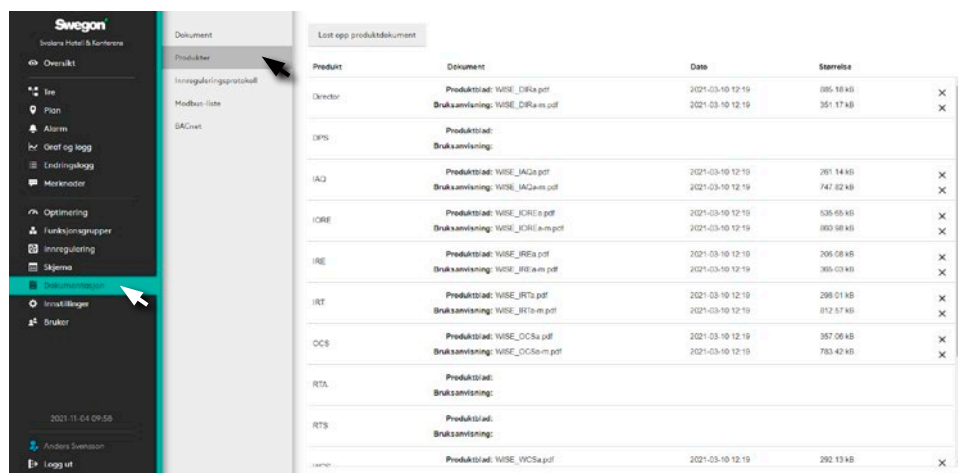 Swegon
Svalans Hotell & Konferens
Oversikt
Tre
Plan
Alarm
Graf og logg
Endringslogg
Merknader
Optimering
Funksjonsgrupper
Innregulering
Skjema
Dokumentasjon
Innstillinger
Bruker
2021-11-04 09:58
Anders Svensson
Logg ut
Dokument
Produkter
Innreguleringsprotokoll
Modbus-liste
BACnet
Last opp produktdokument
Produkt Dokument Dato Størrelse
Director Produktblad: WISE_DIRa.pdf 2021-03-10 12:19 885.18 kB
Bruksanvisning: WISE_DIRa-m.pdf 2021-03-10 12:19 351.17 kB
DPS Produktblad:
Bruksanvisning:
IAQ Produktblad: WISE_IAQa.pdf 2021-03-10 12:19 261.14 kB
Bruksanvisning: WISE_IAQa-m.pdf 2021-03-10 12:19 747.82 kB
IORE Produktblad: WISE_IOREa.pdf 2021-03-10 12:19 535.65 kB
Bruksanvisning: WISE_IOREa-m.pdf 2021-03-10 12:19 860.98 kB
IRE Produktblad: WISE_IREa.pdf 2021-03-10 12:19 206.08 kB
Bruksanvisning: WISE_IREa-m.pdf 2021-03-10 12:19 365.03 kB
IRT Produktblad: WISE_IRTa.pdf 2021-03-10 12:19 298.01 kB
Bruksanvisning: WISE_IRTa-m.pdf 2021-03-10 12:19 812.57 kB
OCS Produktblad: WISE_OCSa.pdf 2021-03-10 12:19 357.06 kB
Bruksanvisning: WISE_OCSa-m.pdf 2021-03-10 12:19 783.42 kB
RTA Produktblad:
Bruksanvisning:
RTS Produktblad:
Bruksanvisning:
Produktblad: WISE_WCSa.pdf 2021-03-10 12:19 292.13 kB